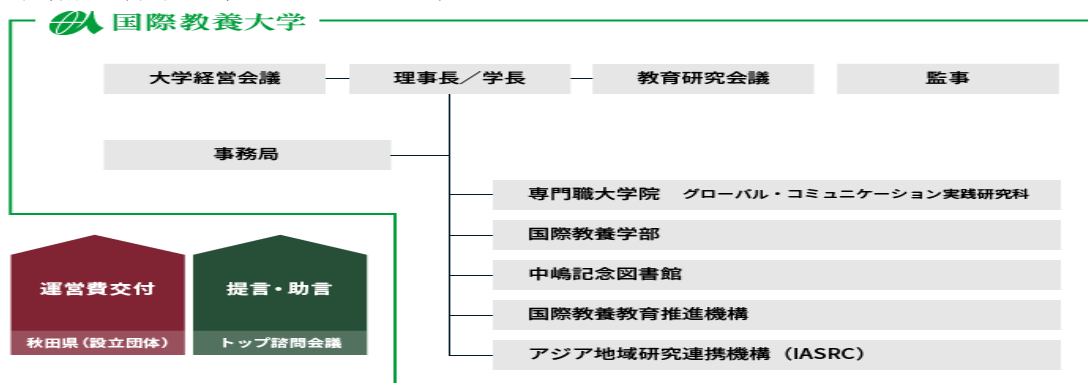 国際教養大学
大学経営会議
理事長／学長
教育研究会議
監事
事務局
専門職大学院 グローバル・コミュニケーション実践研究科
国際教養学部
中嶋記念図書館
国際教養教育推進機構
アジア地域研究連携機構（IASRC）
運営費交付
秋田県（設立団体）
提言・助言
トップ諮問会議